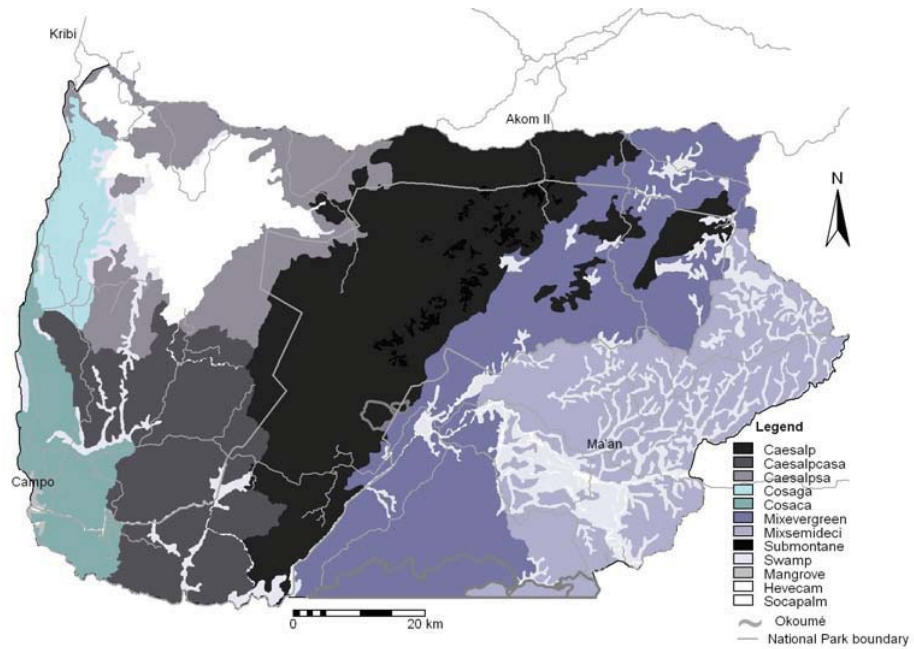 Kribi
Akom II
N
Ma'an
Campo
Legend
Caesalp
Caesalpcasa
Caesalpsa
Cosaga
Cosaca
Mixevergreen
Mixsemideci
Submontane
Swamp
Mangrove
Hevecam
Socapalm
Okoumé
National Park boundary
0 20 km